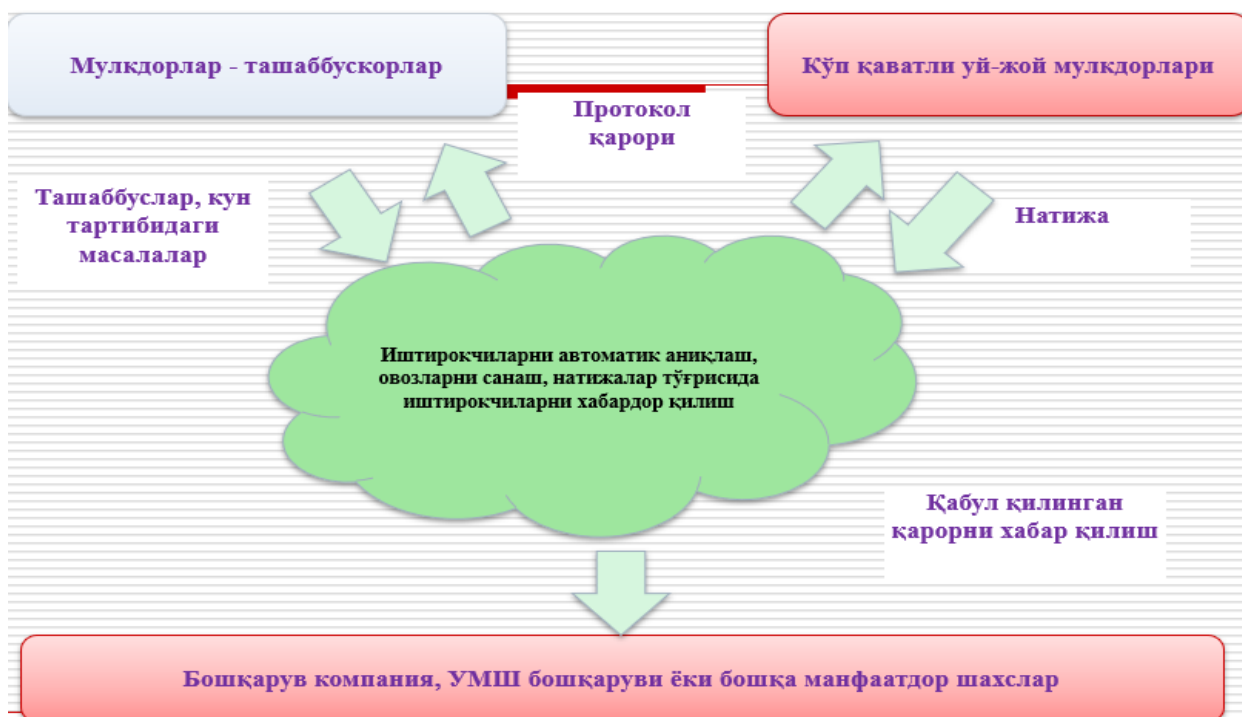 Мулкдорлар - ташаббускорлар
Кўп қаватли уй-жой мулкдорлари
Протокол
қарори
Ташаббуслар, кун
тартибидаги
масалалар
Натижа
Иштирокчиларни автоматик аниқлаш,
овозларни санаш, натижалар тўғрисида
иштирокчиларни хабардор қилиш
Қабул қилинган
қарорни хабар қилиш
Бошқарув компания, УМШ бошқаруви ёки бошқа манфаатдор шахслар